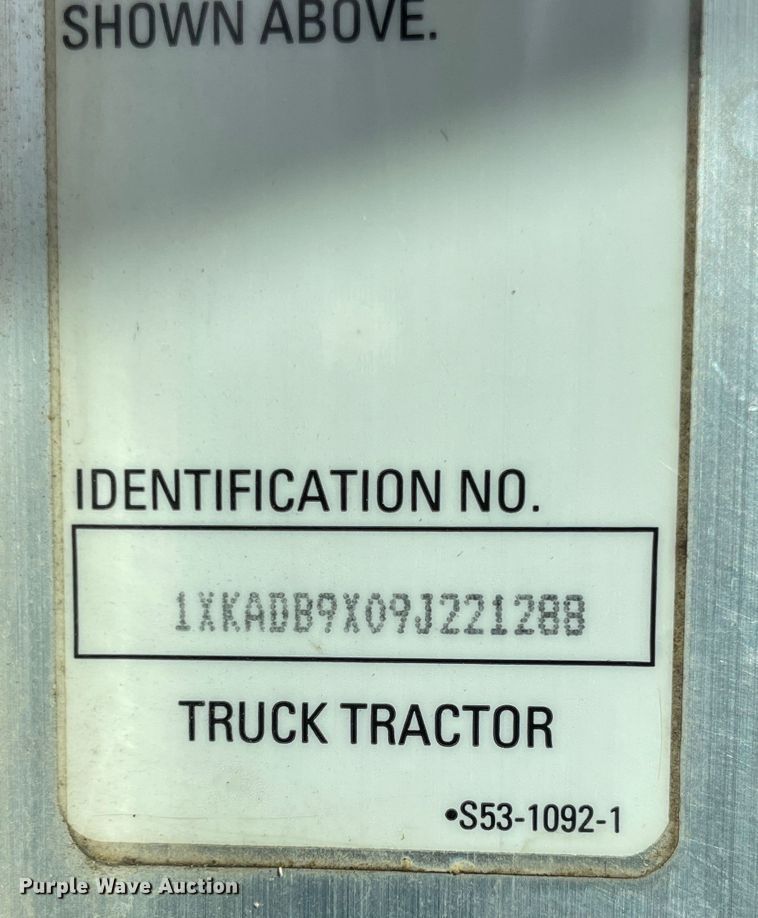 SHOWN ABOVE.
IDENTIFICATION NO.
1XKADB9X09J221288
TRUCK TRACTOR
•S53-1092-1
Purple Wave Auction